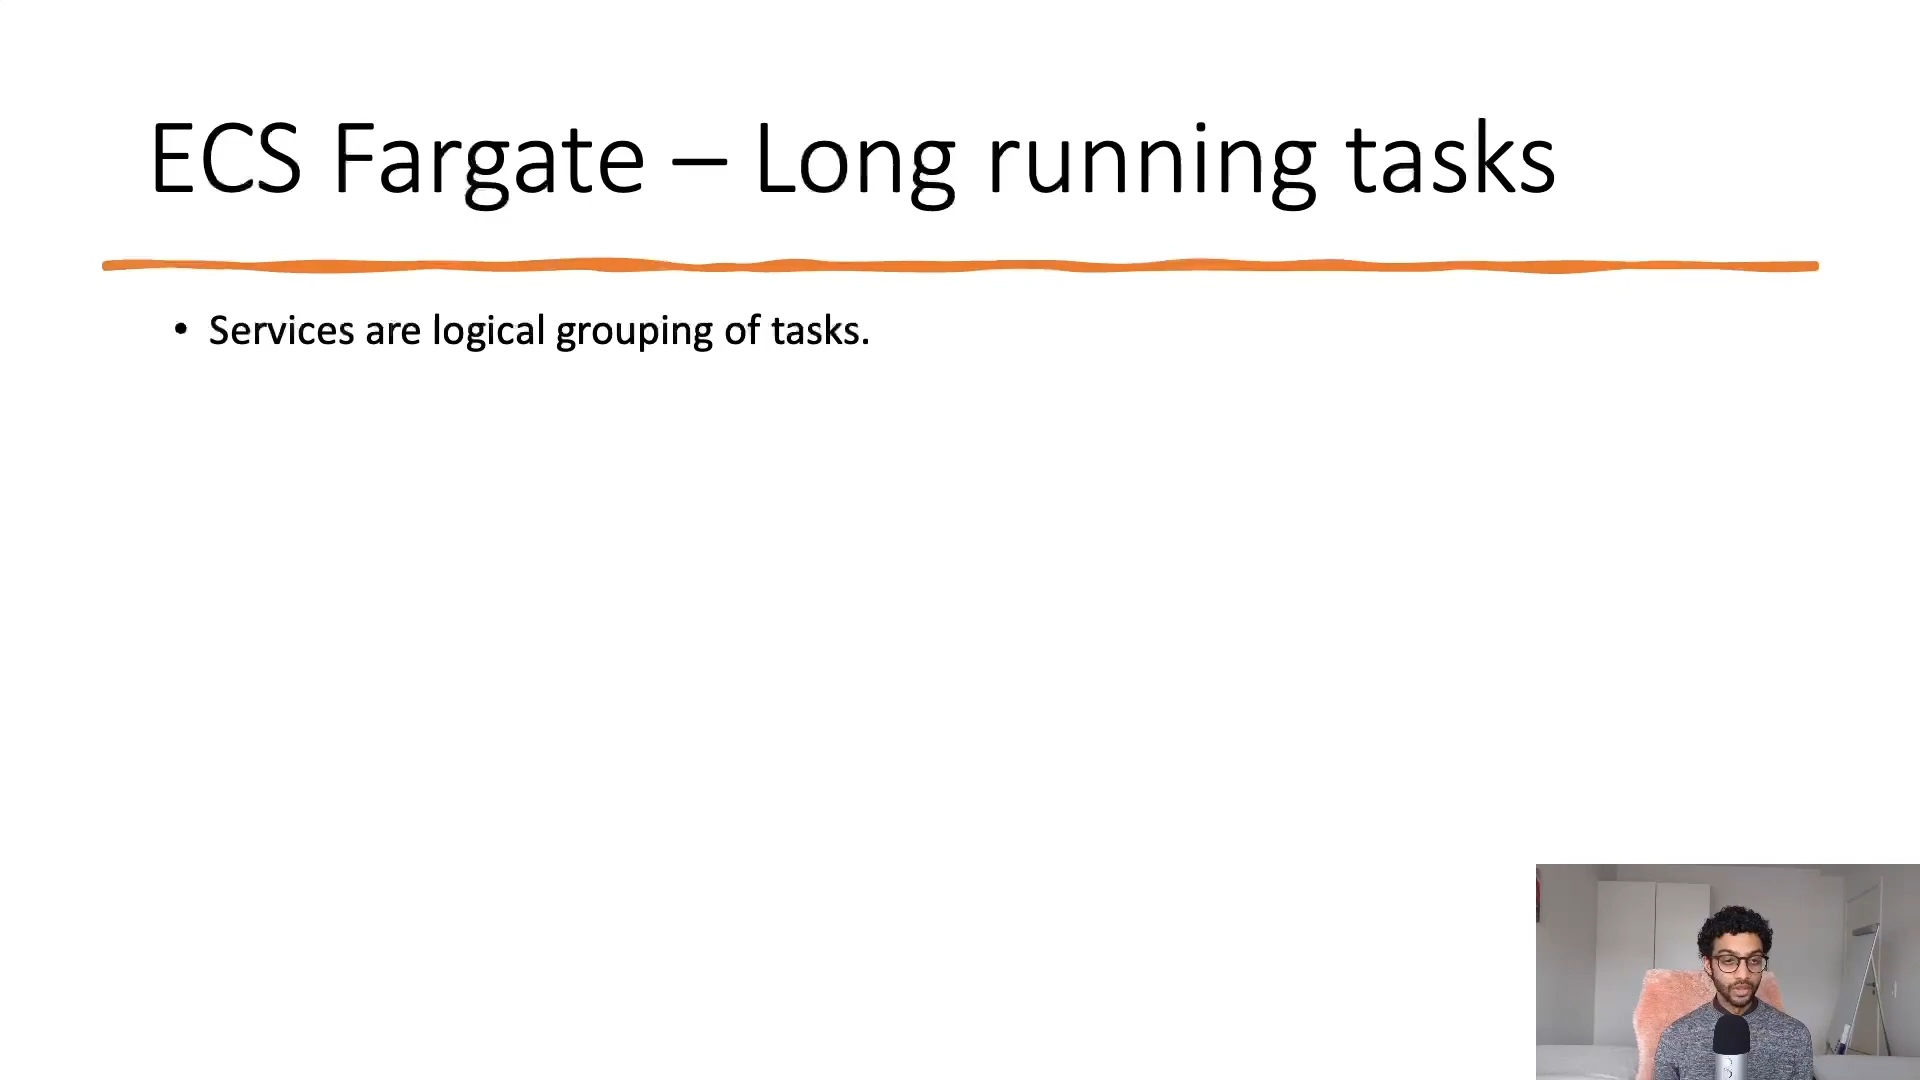 ECS Fargate – Long running tasks
• Services are logical grouping of tasks.